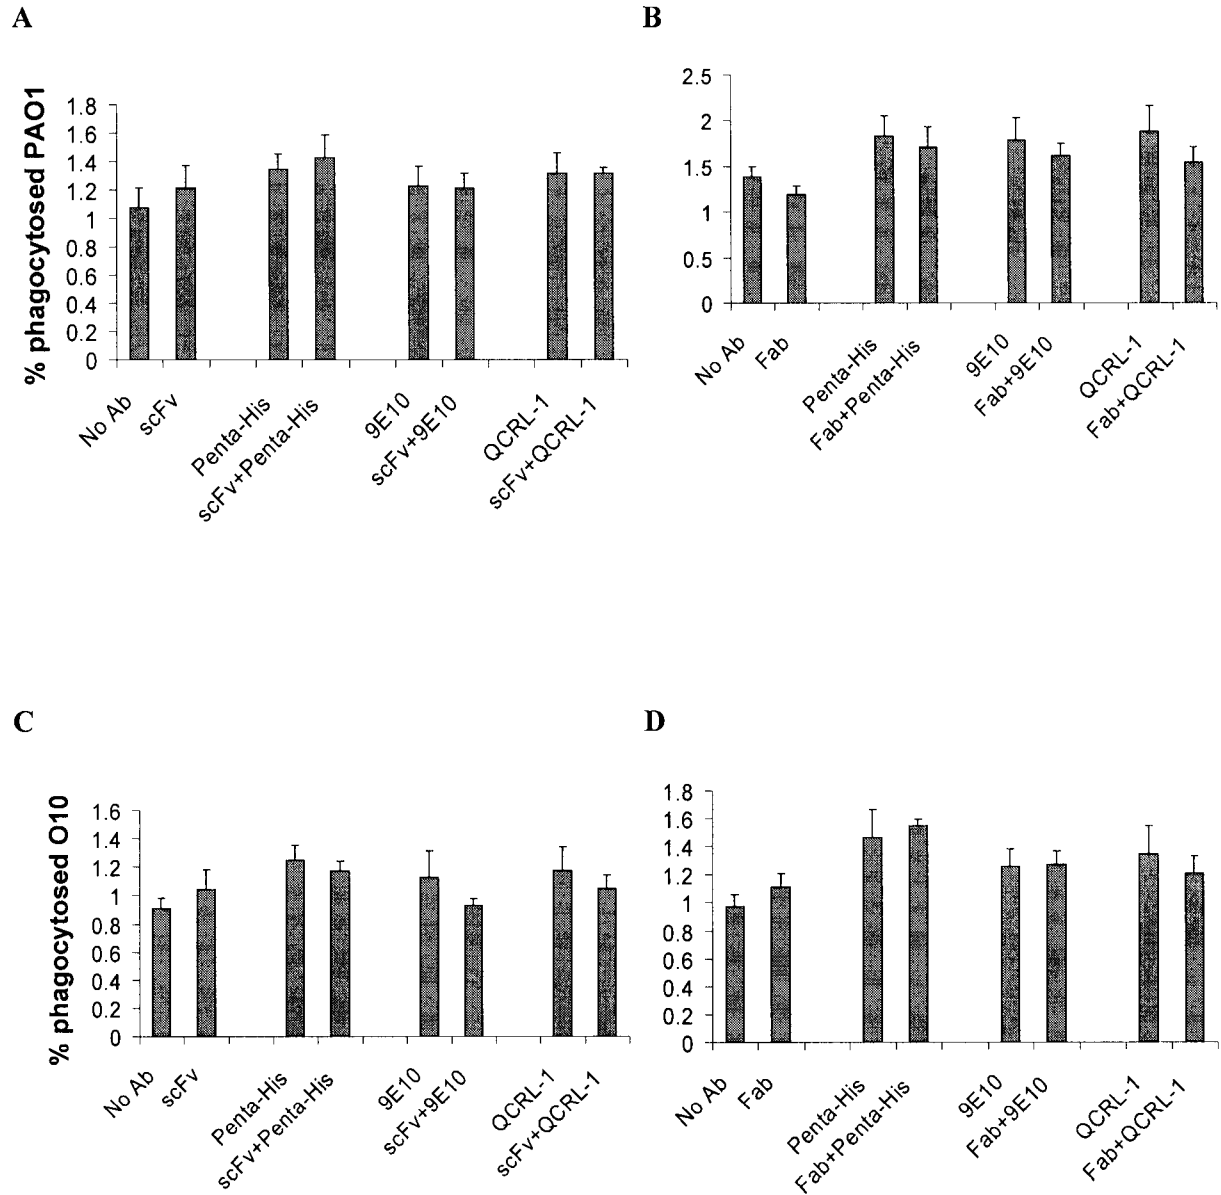 A
% phagocytosed PAO1
1.8
1.6
1.4
1.2
1
0.8
0.6
0.4
0.2
0
No Ab
scFv
Penta-His
scFv+Penta-His
9E10
scFv+9E10
QCRL-1
scFv+QCRL-1
B
2.5
2
1.5
1
0.5
0
No Ab
Fab
Penta-His
Fab+Penta-His
9E10
Fab+9E10
QCRL-1
Fab+QCRL-1
C
% phagocytosed O10
1.6
1.4
1.2
1
0.8
0.6
0.4
0.2
0
No Ab
scFv
Penta-His
scFv+Penta-His
9E10
scFv+9E10
QCRL-1
scFv+QCRL-1
D
1.8
1.6
1.4
1.2
1
0.8
0.6
0.4
0.2
0
No Ab
Fab
Penta-His
Fab+Penta-His
9E10
Fab+9E10
QCRL-1
Fab+QCRL-1